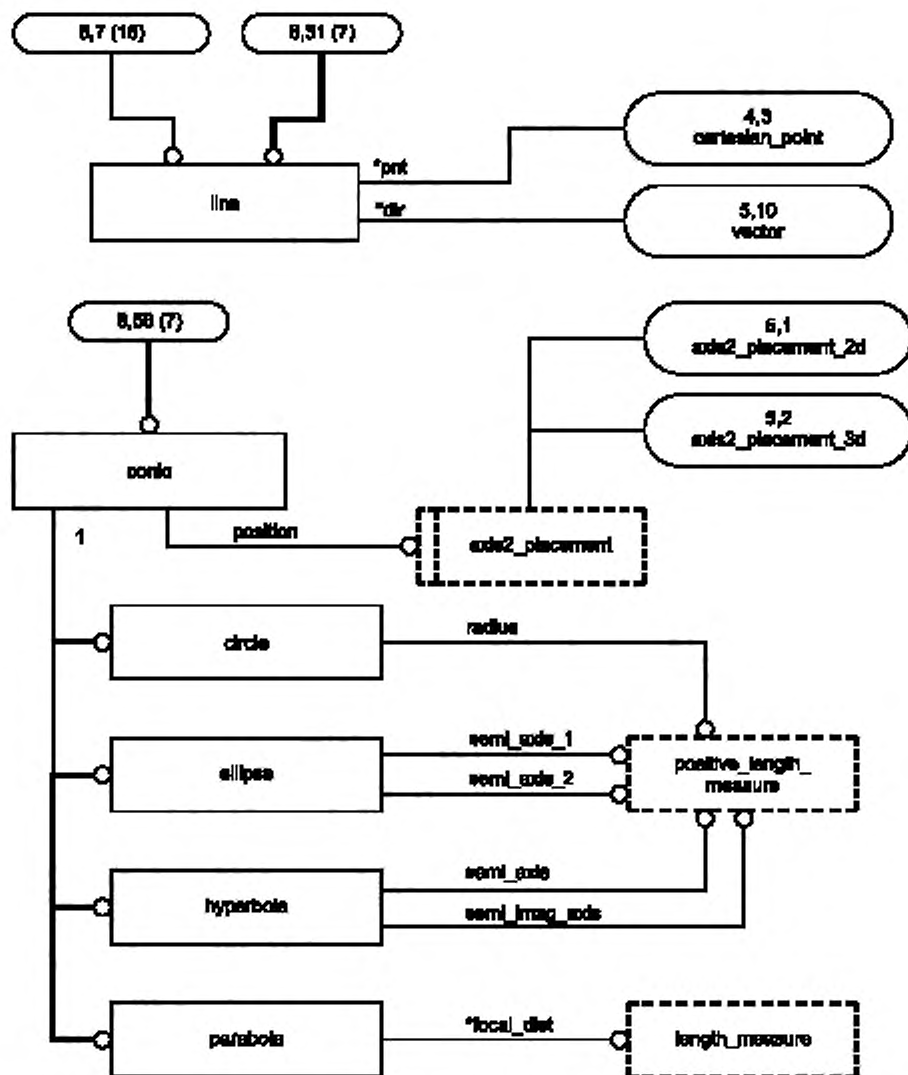 8,7 (16)
8,31 (7)
4,3
cartesian_point
*pnt
line
*dir
5,10
vector
8,58 (7)
5,1
axis2_placement_2d
5,2
axis2_placement_3d
conic
1
position
axis2_placement
circle
radius
semi_axis_1
ellipse
positive_length_
measure
semi_axis_2
semi_axis
hyperbola
semi_imag_axis
parabola
*focal_dist
length_measure